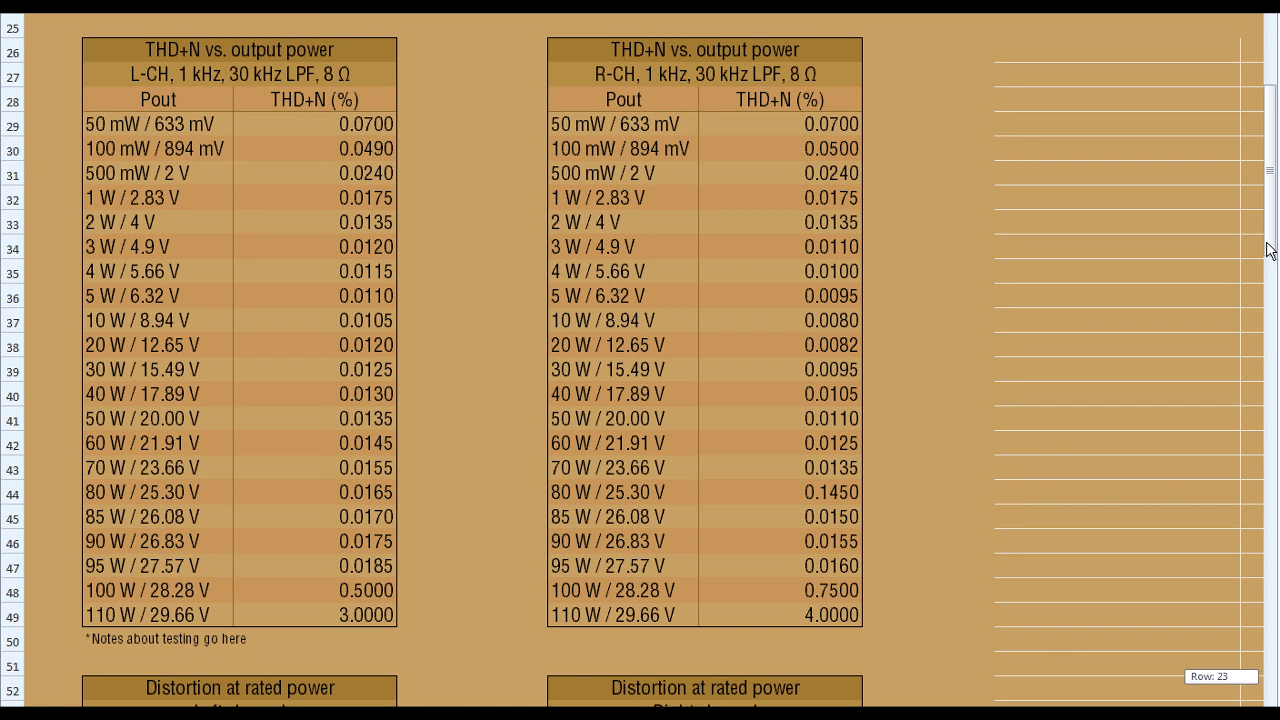 25
26 THD+N vs. output power THD+N vs. output power
27 L-CH, 1 kHz, 30 kHz LPF, 8 Ω R-CH, 1 kHz, 30 kHz LPF, 8 Ω
28 Pout THD+N (%) Pout THD+N (%)
29 50 mW / 633 mV 0.0700 50 mW / 633 mV 0.0700
30 100 mW / 894 mV 0.0490 100 mW / 894 mV 0.0500
31 500 mW / 2 V 0.0240 500 mW / 2 V 0.0240
32 1 W / 2.83 V 0.0175 1 W / 2.83 V 0.0175
33 2 W / 4 V 0.0135 2 W / 4 V 0.0135
34 3 W / 4.9 V 0.0120 3 W / 4.9 V 0.0110
35 4 W / 5.66 V 0.0115 4 W / 5.66 V 0.0100
36 5 W / 6.32 V 0.0110 5 W / 6.32 V 0.0095
37 10 W / 8.94 V 0.0105 10 W / 8.94 V 0.0080
38 20 W / 12.65 V 0.0120 20 W / 12.65 V 0.0082
39 30 W / 15.49 V 0.0125 30 W / 15.49 V 0.0095
40 40 W / 17.89 V 0.0130 40 W / 17.89 V 0.0105
41 50 W / 20.00 V 0.0135 50 W / 20.00 V 0.0110
42 60 W / 21.91 V 0.0145 60 W / 21.91 V 0.0125
43 70 W / 23.66 V 0.0155 70 W / 23.66 V 0.0135
44 80 W / 25.30 V 0.0165 80 W / 25.30 V 0.1450
45 85 W / 26.08 V 0.0170 85 W / 26.08 V 0.0150
46 90 W / 26.83 V 0.0175 90 W / 26.83 V 0.0155
47 95 W / 27.57 V 0.0185 95 W / 27.57 V 0.0160
48 100 W / 28.28 V 0.5000 100 W / 28.28 V 0.7500
49 110 W / 29.66 V 3.0000 110 W / 29.66 V 4.0000
50 *Notes about testing go here
51
Row: 23
52 Distortion at rated power Distortion at rated power